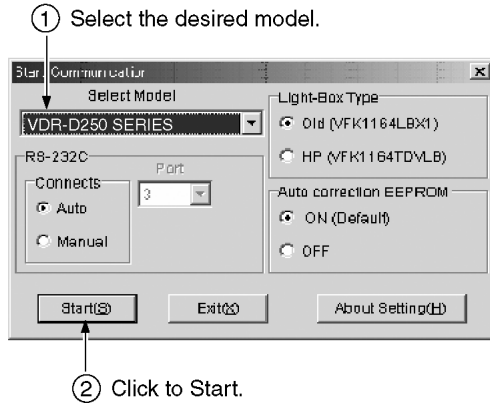 ① Select the desired model.
Start Communication
Select Model
VDR-D250 SERIES
RS-232C
Connects
Auto
Manual
Port
3
Light-Box Type
Old (VFK1164LBX1)
HP (VFK1164TDVLB)
Auto correction EEPROM
ON (Default)
OFF
Start(S)
Exit(X)
About Setting(H)
② Click to Start.